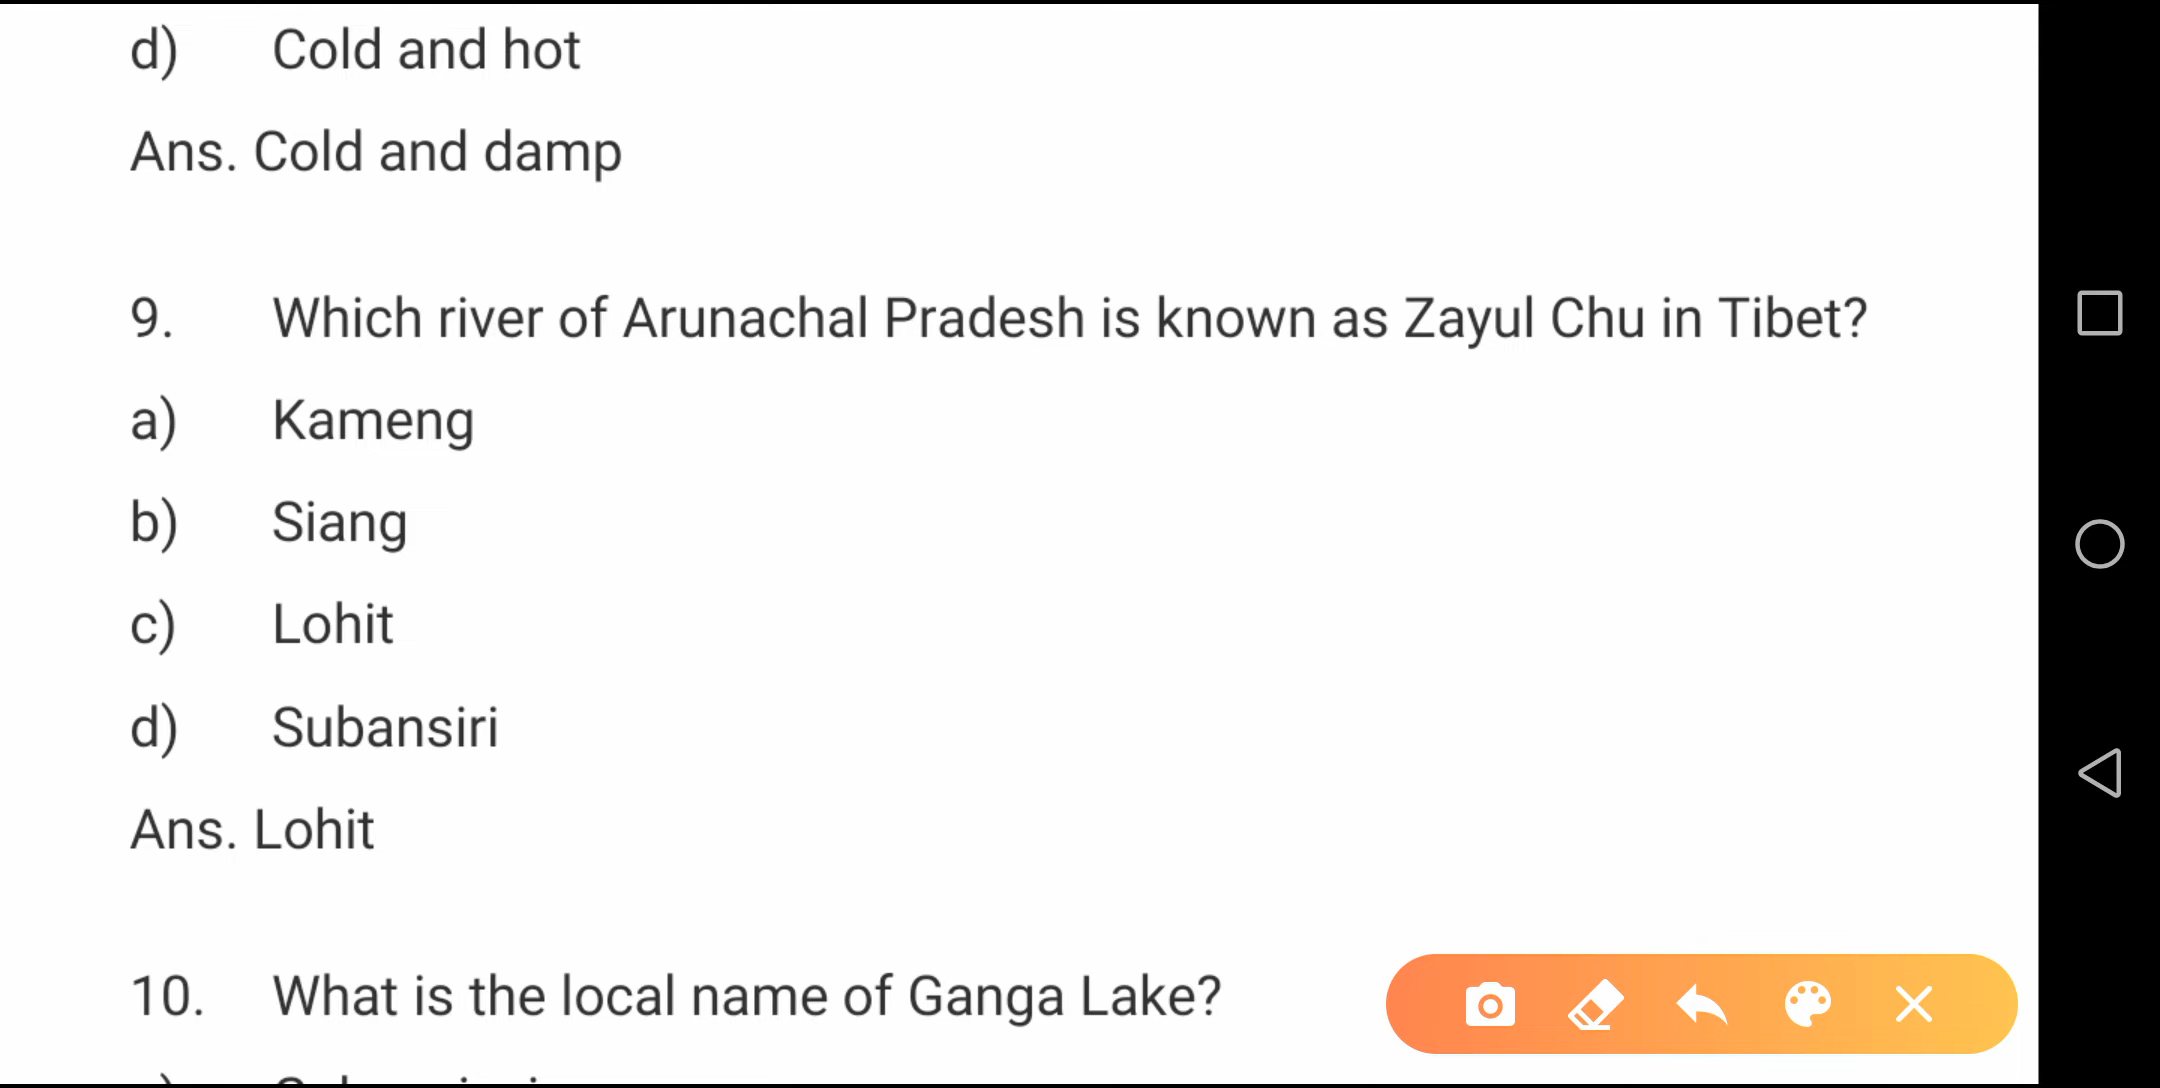 d) Cold and hot
Ans. Cold and damp
9. Which river of Arunachal Pradesh is known as Zayul Chu in Tibet?
a) Kameng
b) Siang
c) Lohit
d) Subansiri
Ans. Lohit
10. What is the local name of Ganga Lake?